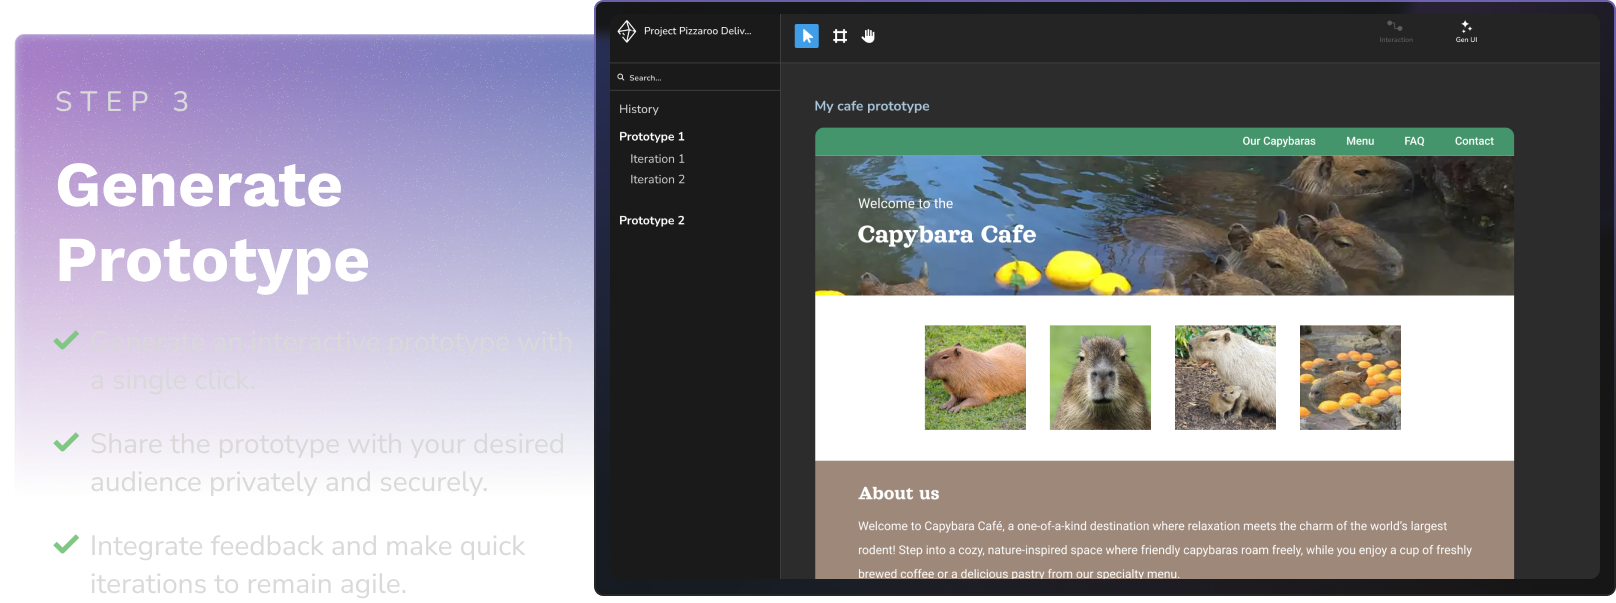 STEP 3
Generate
Prototype
Generate an interactive prototype with
a single click.
Share the prototype with your desired
audience privately and securely.
Integrate feedback and make quick
iterations to remain agile.
Project Pizzaroo Deliv...
Search...
History
Prototype 1
Iteration 1
Iteration 2
Prototype 2
Interaction
Gen UI
My cafe prototype
Our Capybaras Menu FAQ Contact
Welcome to the
Capybara Cafe
About us
Welcome to Capybara Café, a one-of-a-kind destination where relaxation meets the charm of the world's largest
rodent! Step into a cozy, nature-inspired space where friendly capybaras roam freely, while you enjoy a cup of freshly
brewed coffee or a delicious pastry from our specialty menu.